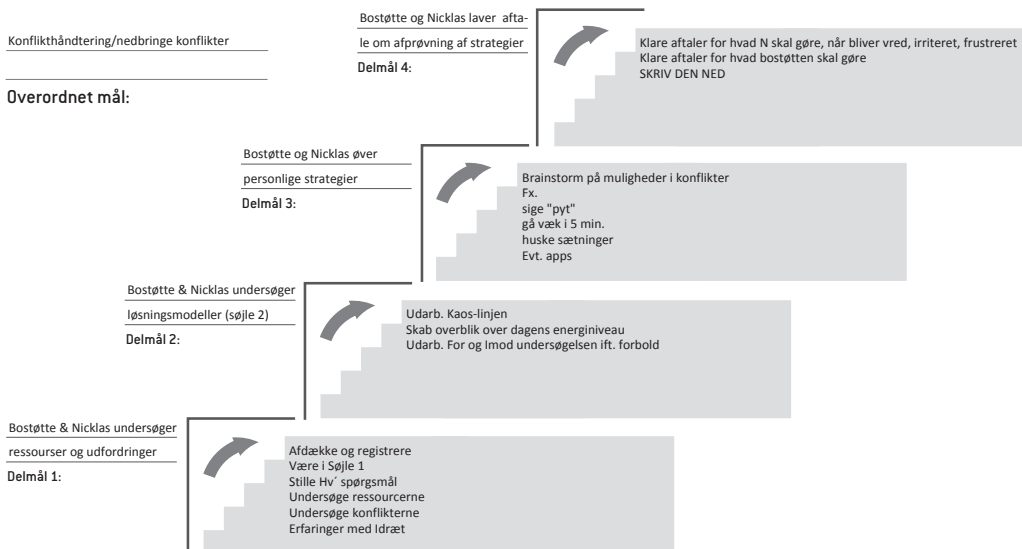 Konflikthåndtering/nedbringe konflikter
Overordnet mål:
Bostøtte og Nicklas laver afta-
le om afprøvning af strategier
Delmål 4:
Klare aftaler for hvad N skal gøre, når bliver vred, irriteret, frustreret
Klare aftaler for hvad bostøtten skal gøre
SKRIV DEN NED
Bostøtte og Nicklas øver
personlige strategier
Delmål 3:
Brainstorm på muligheder i konflikter
Fx.
sige "pyt"
gå væk i 5 min.
huske sætninger
Evt. apps
Bostøtte & Nicklas undersøger
løsningsmodeller (søjle 2)
Delmål 2:
Udarb. Kaos-linjen
Skab overblik over dagens energiniveau
Udarb. For og Imod undersøgelsen ift. forbold
Bostøtte & Nicklas undersøger
ressourser og udfordringer
Delmål 1:
Afdække og registrere
Være i Søjle 1
Stille Hv´ spørgsmål
Undersøge ressourcerne
Undersøge konflikterne
Erfaringer med Idræt